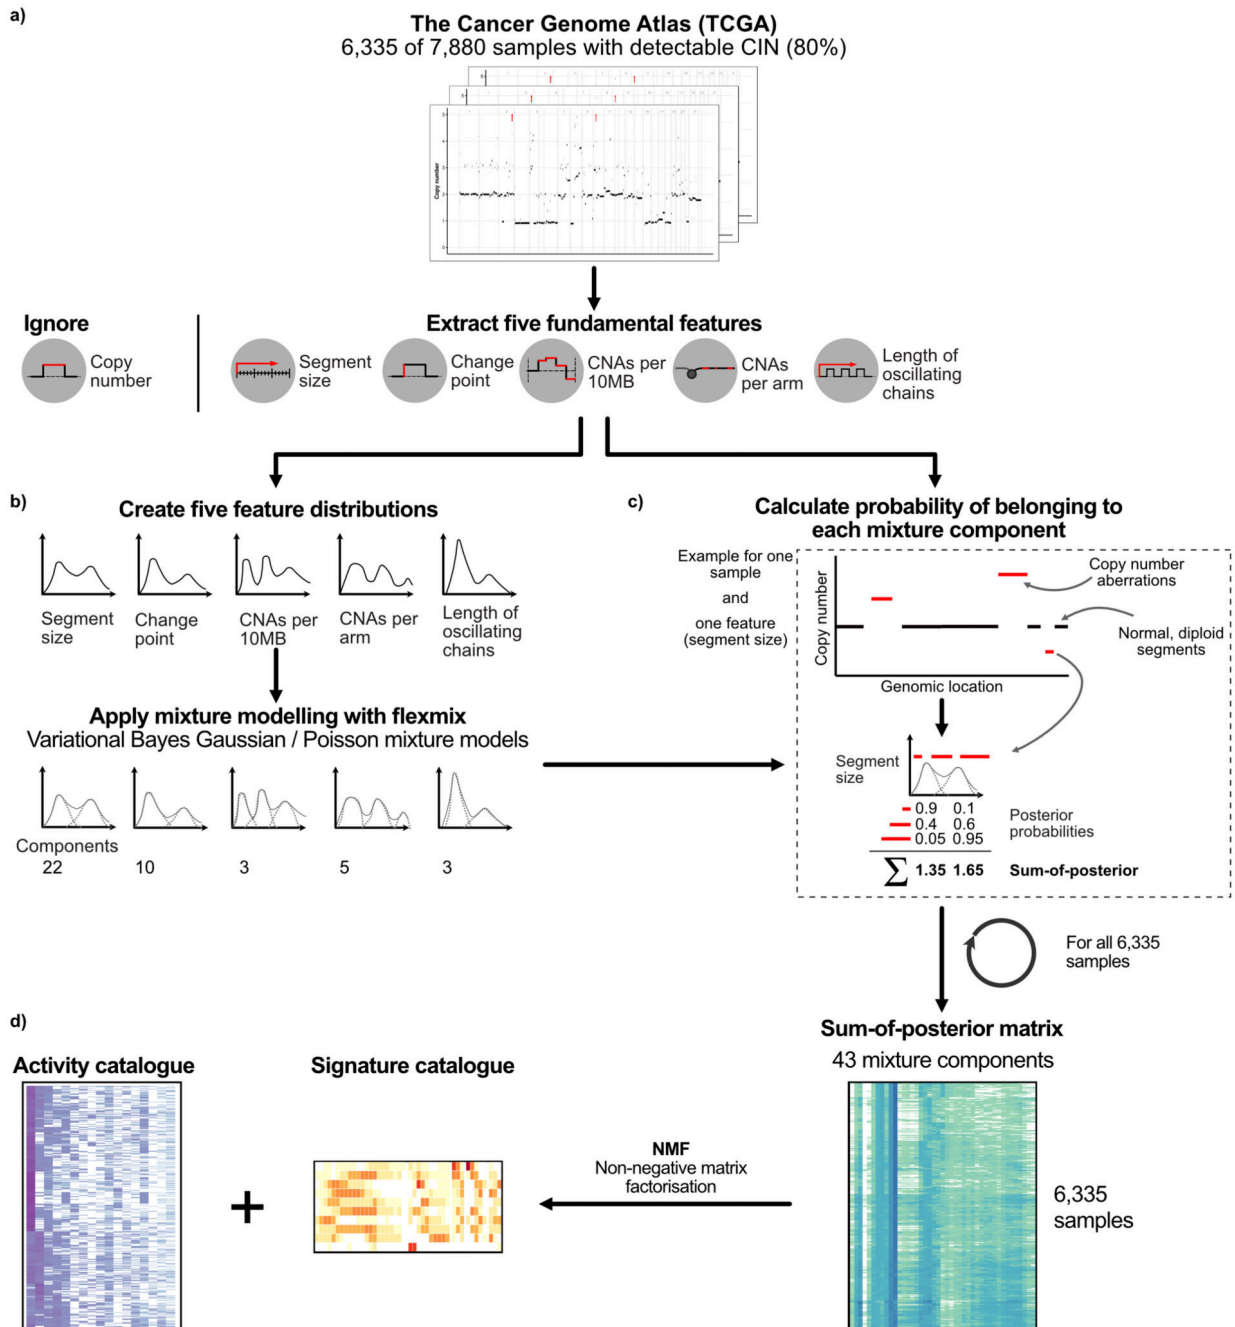 a)
The Cancer Genome Atlas (TCGA)
6,335 of 7,880 samples with detectable CIN (80%)
Copy number
Ignore
Extract five fundamental features
Copy
number
Segment
size
Change
point
CNAs per
10MB
CNAs
per arm
Length of
oscillating
chains
b)
Create five feature distributions
Segment
size
Change
point
CNAs per
10MB
CNAs per
arm
Length of
oscillating
chains
Apply mixture modelling with flexmix
Variational Bayes Gaussian / Poisson mixture models
Components
22 10 3 5 3
c)
Calculate probability of belonging to
each mixture component
Example for one
sample
and
one feature
(segment size)
Copy number
Copy number
aberrations
Normal, diploid
segments
Genomic location
Segment
size
0.9 0.1
0.4 0.6
0.05 0.95
Posterior
probabilities
∑ 1.35 1.65 Sum-of-posterior
For all 6,335
samples
d)
Sum-of-posterior matrix
43 mixture components
6,335
samples
NMF
Non-negative matrix
factorisation
Signature catalogue
+
Activity catalogue